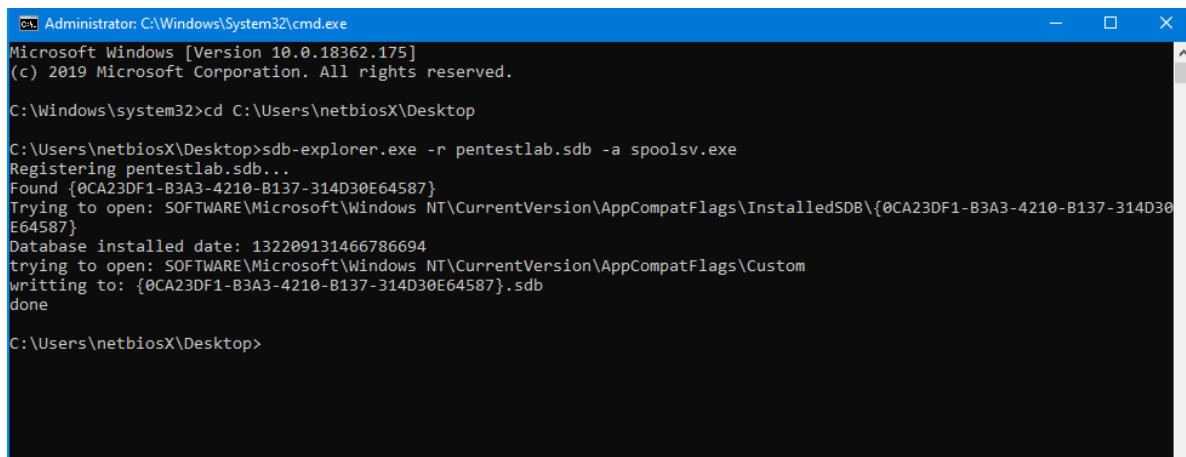 Administrator: C:\Windows\System32\cmd.exe
Microsoft Windows [Version 10.0.18362.175]
(c) 2019 Microsoft Corporation. All rights reserved.
C:\Windows\system32>cd C:\Users\netbiosX\Desktop
C:\Users\netbiosX\Desktop>sdb-explorer.exe -r pentestlab.sdb -a spoolsv.exe
Registering pentestlab.sdb...
Found {0CA23DF1-B3A3-4210-B137-314D30E64587}
Trying to open: SOFTWARE\Microsoft\Windows NT\CurrentVersion\AppCompatFlags\InstalledSDB\{0CA23DF1-B3A3-4210-B137-314D30
E64587}
Database installed date: 132209131466786694
trying to open: SOFTWARE\Microsoft\Windows NT\CurrentVersion\AppCompatFlags\Custom
writting to: {0CA23DF1-B3A3-4210-B137-314D30E64587}.sdb
done
C:\Users\netbiosX\Desktop>